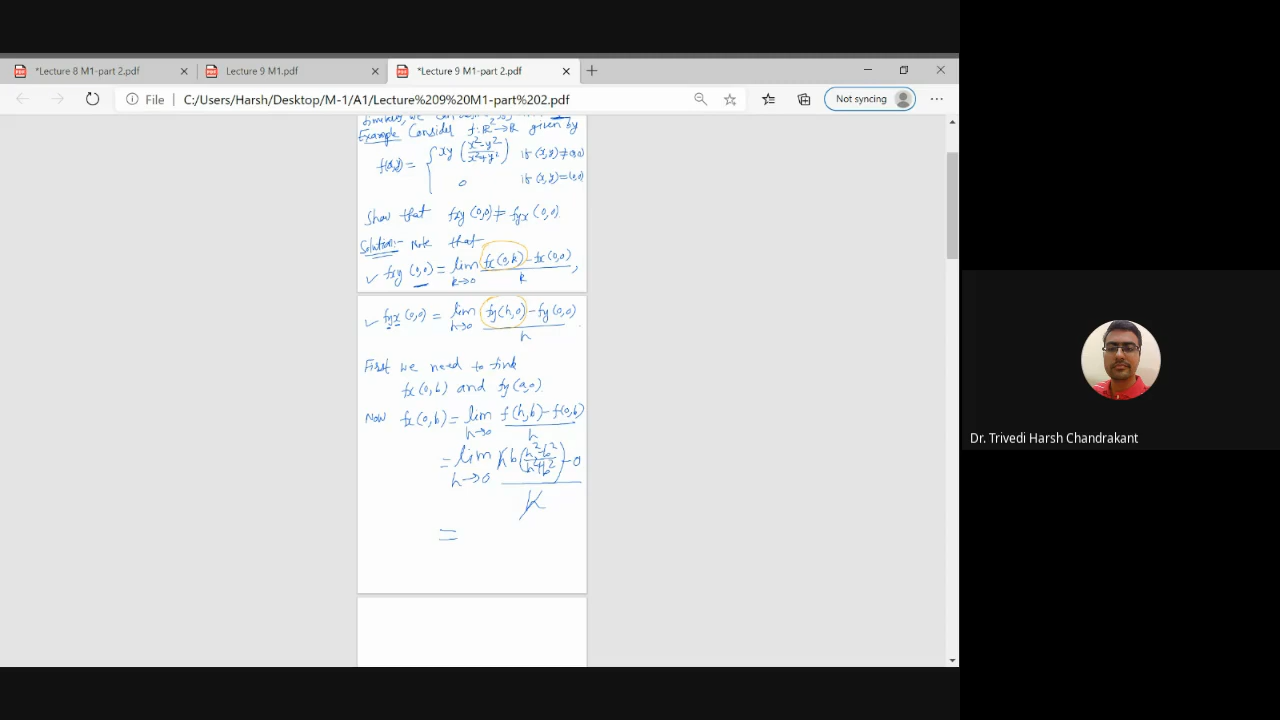 *Lecture 8 M1-part 2.pdf
Lecture 9 M1.pdf
*Lecture 9 M1-part 2.pdf
File | C:/Users/Harsh/Desktop/M-1/A1/Lecture%209%20M1-part%202.pdf
Not syncing
Example Consider f: R²→R given by
f(x,y) = { xy (x²-y²/x²+y²) if (x,y)≠(0,0)
0 if (x,y)=(0,0)
Show that fxy(0,0) ≠ fyx(0,0).
Solution:- Note that
✓ fxy (0,0) = lim k→0 fx(0,k) - fx(0,0) / k ,
✓ fyx (0,0) = lim h→0 fy(h,0) - fy(0,0) / h .
First we need to find
fx(0,b) and fy(a,0)
Now fx(0,b) = lim h→0 f(h,b) - f(0,b) / h
= lim h→0 hb(h²-b²/h²+b²) - 0 / h
=
Dr. Trivedi Harsh Chandrakant